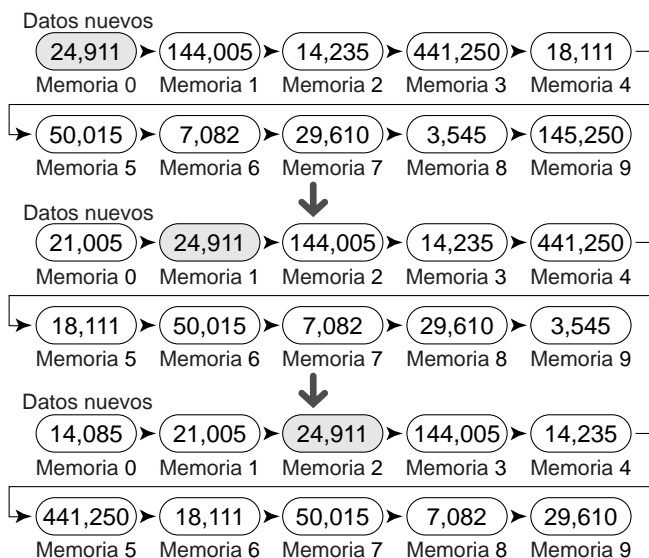 Datos nuevos
24,911 144,005 14,235 441,250 18,111
Memoria 0 Memoria 1 Memoria 2 Memoria 3 Memoria 4
50,015 7,082 29,610 3,545 145,250
Memoria 5 Memoria 6 Memoria 7 Memoria 8 Memoria 9
Datos nuevos
21,005 24,911 144,005 14,235 441,250
Memoria 0 Memoria 1 Memoria 2 Memoria 3 Memoria 4
18,111 50,015 7,082 29,610 3,545
Memoria 5 Memoria 6 Memoria 7 Memoria 8 Memoria 9
Datos nuevos
14,085 21,005 24,911 144,005 14,235
Memoria 0 Memoria 1 Memoria 2 Memoria 3 Memoria 4
441,250 18,111 50,015 7,082 29,610
Memoria 5 Memoria 6 Memoria 7 Memoria 8 Memoria 9